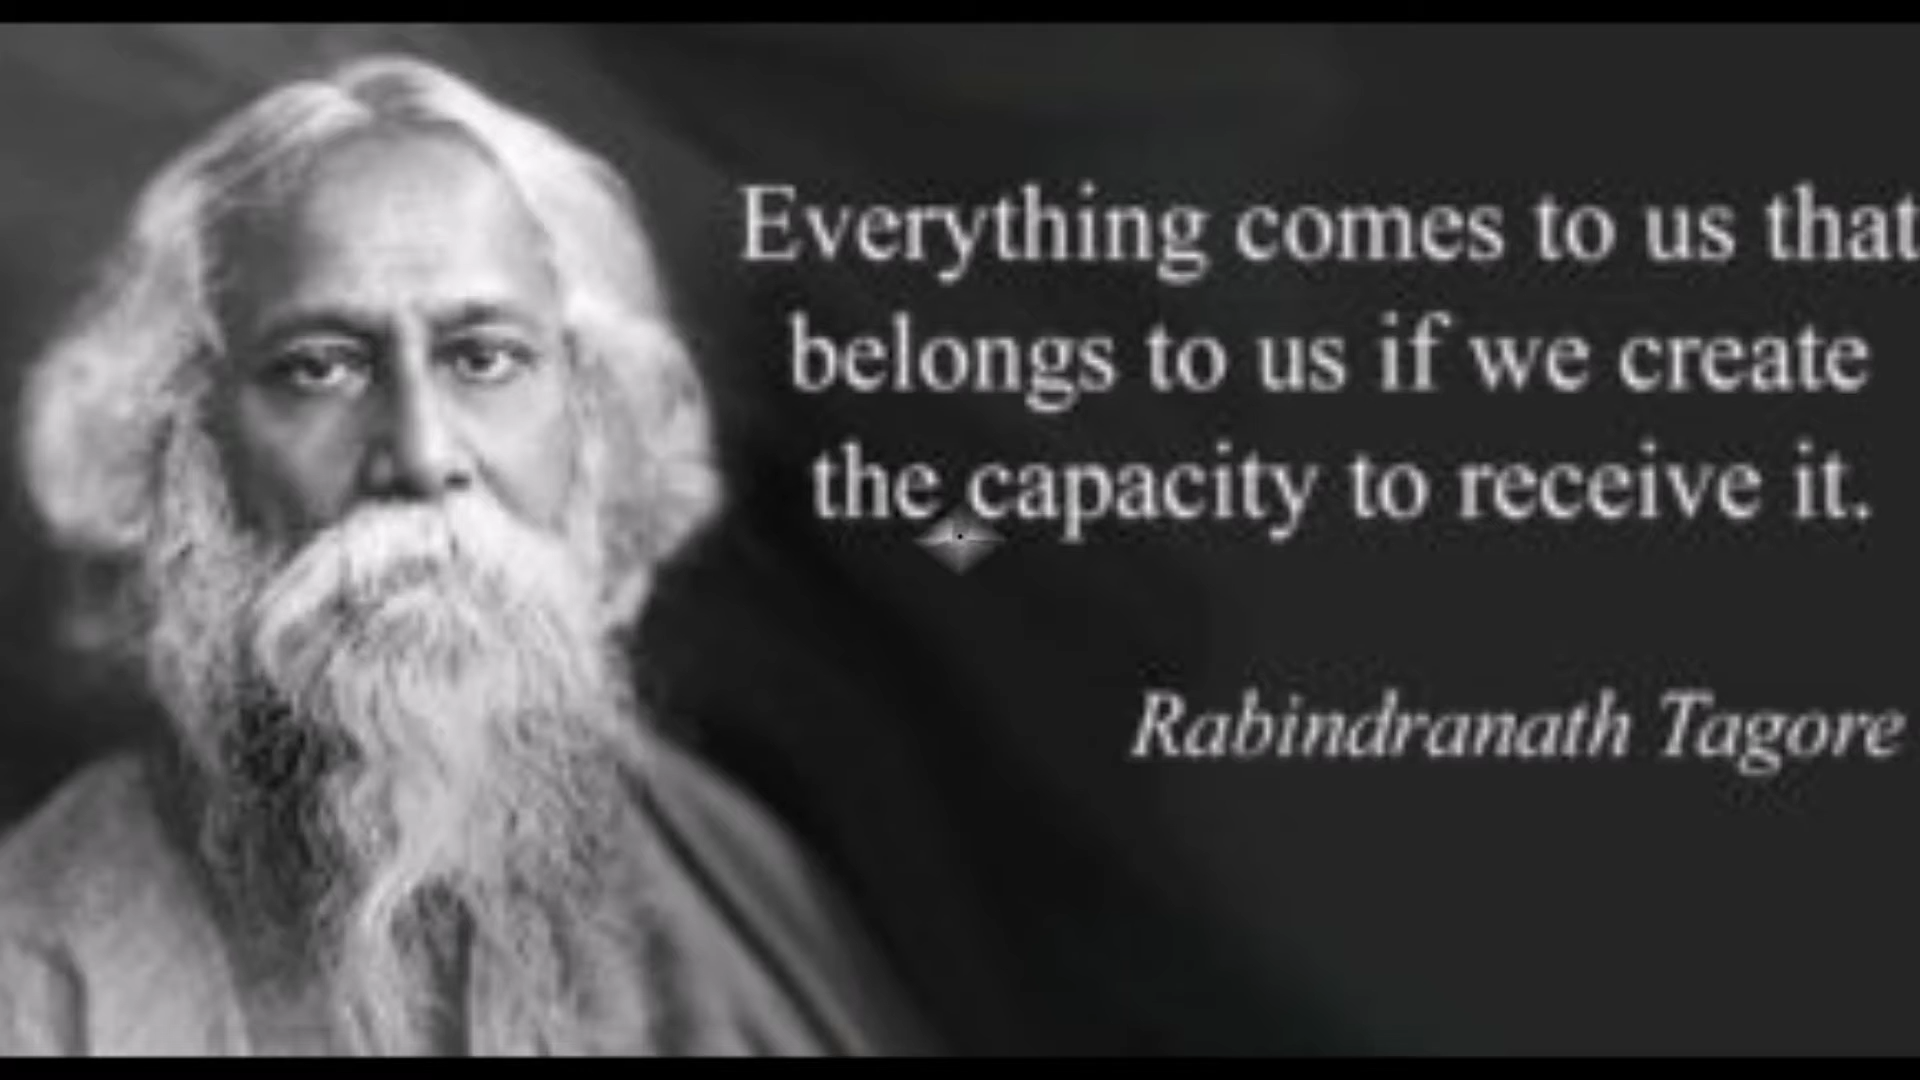 Everything comes to us that
belongs to us if we create
the capacity to receive it.
Rabindranath Tagore